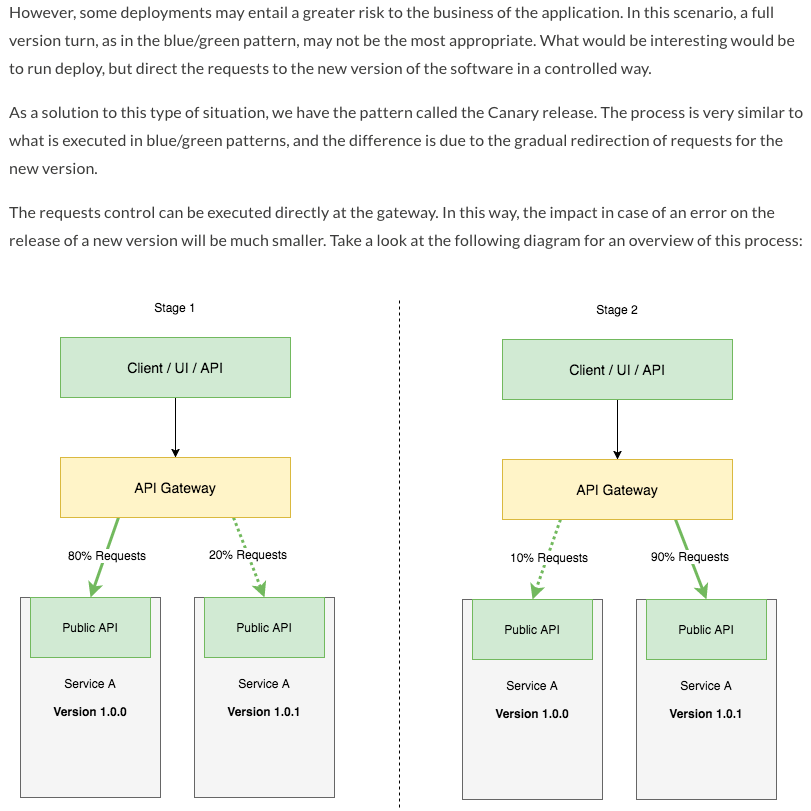 However, some deployments may entail a greater risk to the business of the application. In this scenario, a full
version turn, as in the blue/green pattern, may not be the most appropriate. What would be interesting would be
to run deploy, but direct the requests to the new version of the software in a controlled way.
As a solution to this type of situation, we have the pattern called the Canary release. The process is very similar to
what is executed in blue/green patterns, and the difference is due to the gradual redirection of requests for the
new version.
The requests control can be executed directly at the gateway. In this way, the impact in case of an error on the
release of a new version will be much smaller. Take a look at the following diagram for an overview of this process:
Stage 1
Client / UI / API
API Gateway
80% Requests
20% Requests
Public API
Public API
Service A
Service A
Version 1.0.0
Version 1.0.1
Stage 2
Client / UI / API
API Gateway
10% Requests
90% Requests
Public API
Public API
Service A
Service A
Version 1.0.0
Version 1.0.1